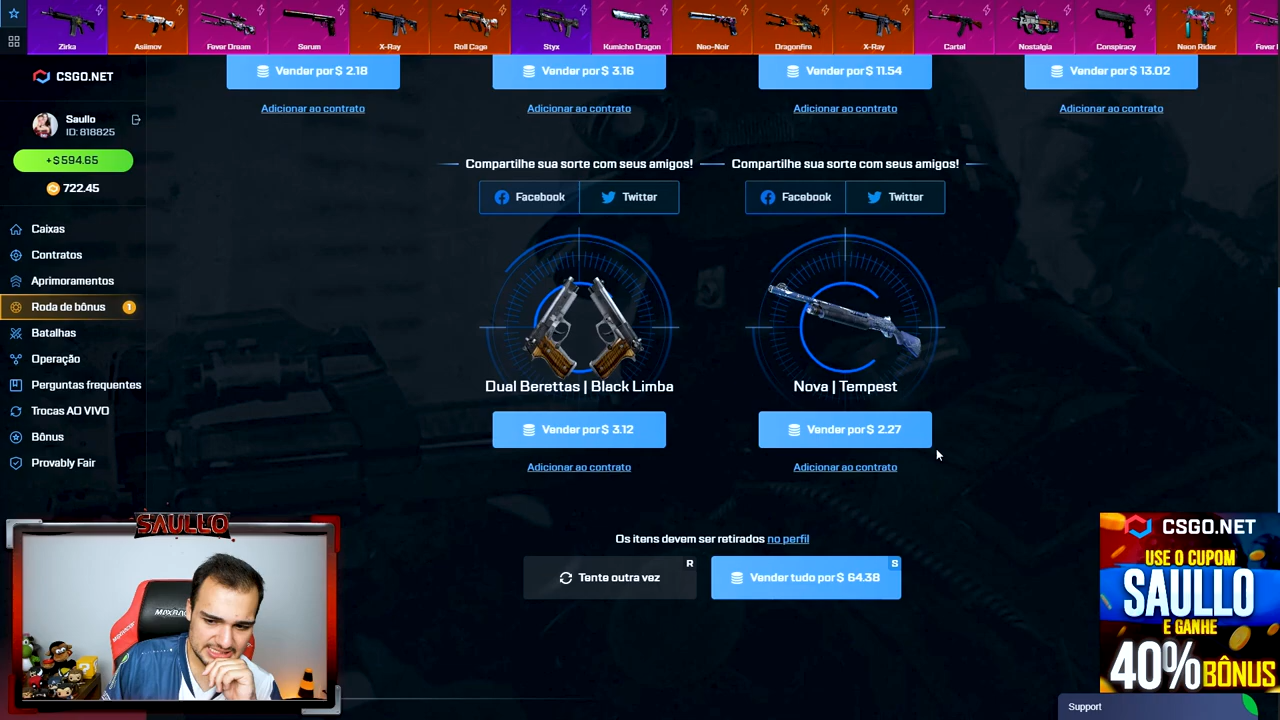 Zirka
Asiimov
Fever Dream
Serum
X-Ray
Roll Cage
Styx
Kumicho Dragon
Neo-Noir
Dragonfire
X-Ray
Cartel
Nostalgia
Conspiracy
Neon Rider
Fever
CSGO.NET
Vender por $ 2.18
Vender por $ 3.16
Vender por $ 11.54
Vender por $ 13.02
Adicionar ao contrato
Adicionar ao contrato
Adicionar ao contrato
Adicionar ao contrato
Saullo
ID: 818825
+$ 594.65
722.45
Caixas
Contratos
Aprimoramentos
Roda de bônus 1
Batalhas
Operação
Perguntas frequentes
Trocas AO VIVO
Bônus
Provably Fair
Compartilhe sua sorte com seus amigos!
Compartilhe sua sorte com seus amigos!
Facebook
Twitter
Facebook
Twitter
Dual Berettas | Black Limba
Nova | Tempest
Vender por $ 3.12
Vender por $ 2.27
Adicionar ao contrato
Adicionar ao contrato
Os itens devem ser retirados no perfil
Tente outra vez R
Vender tudo por $ 64.38 S
SAULLO
CSGO.NET
USE O CUPOM
SAULLO
E GANHE
40% BÔNUS
Support